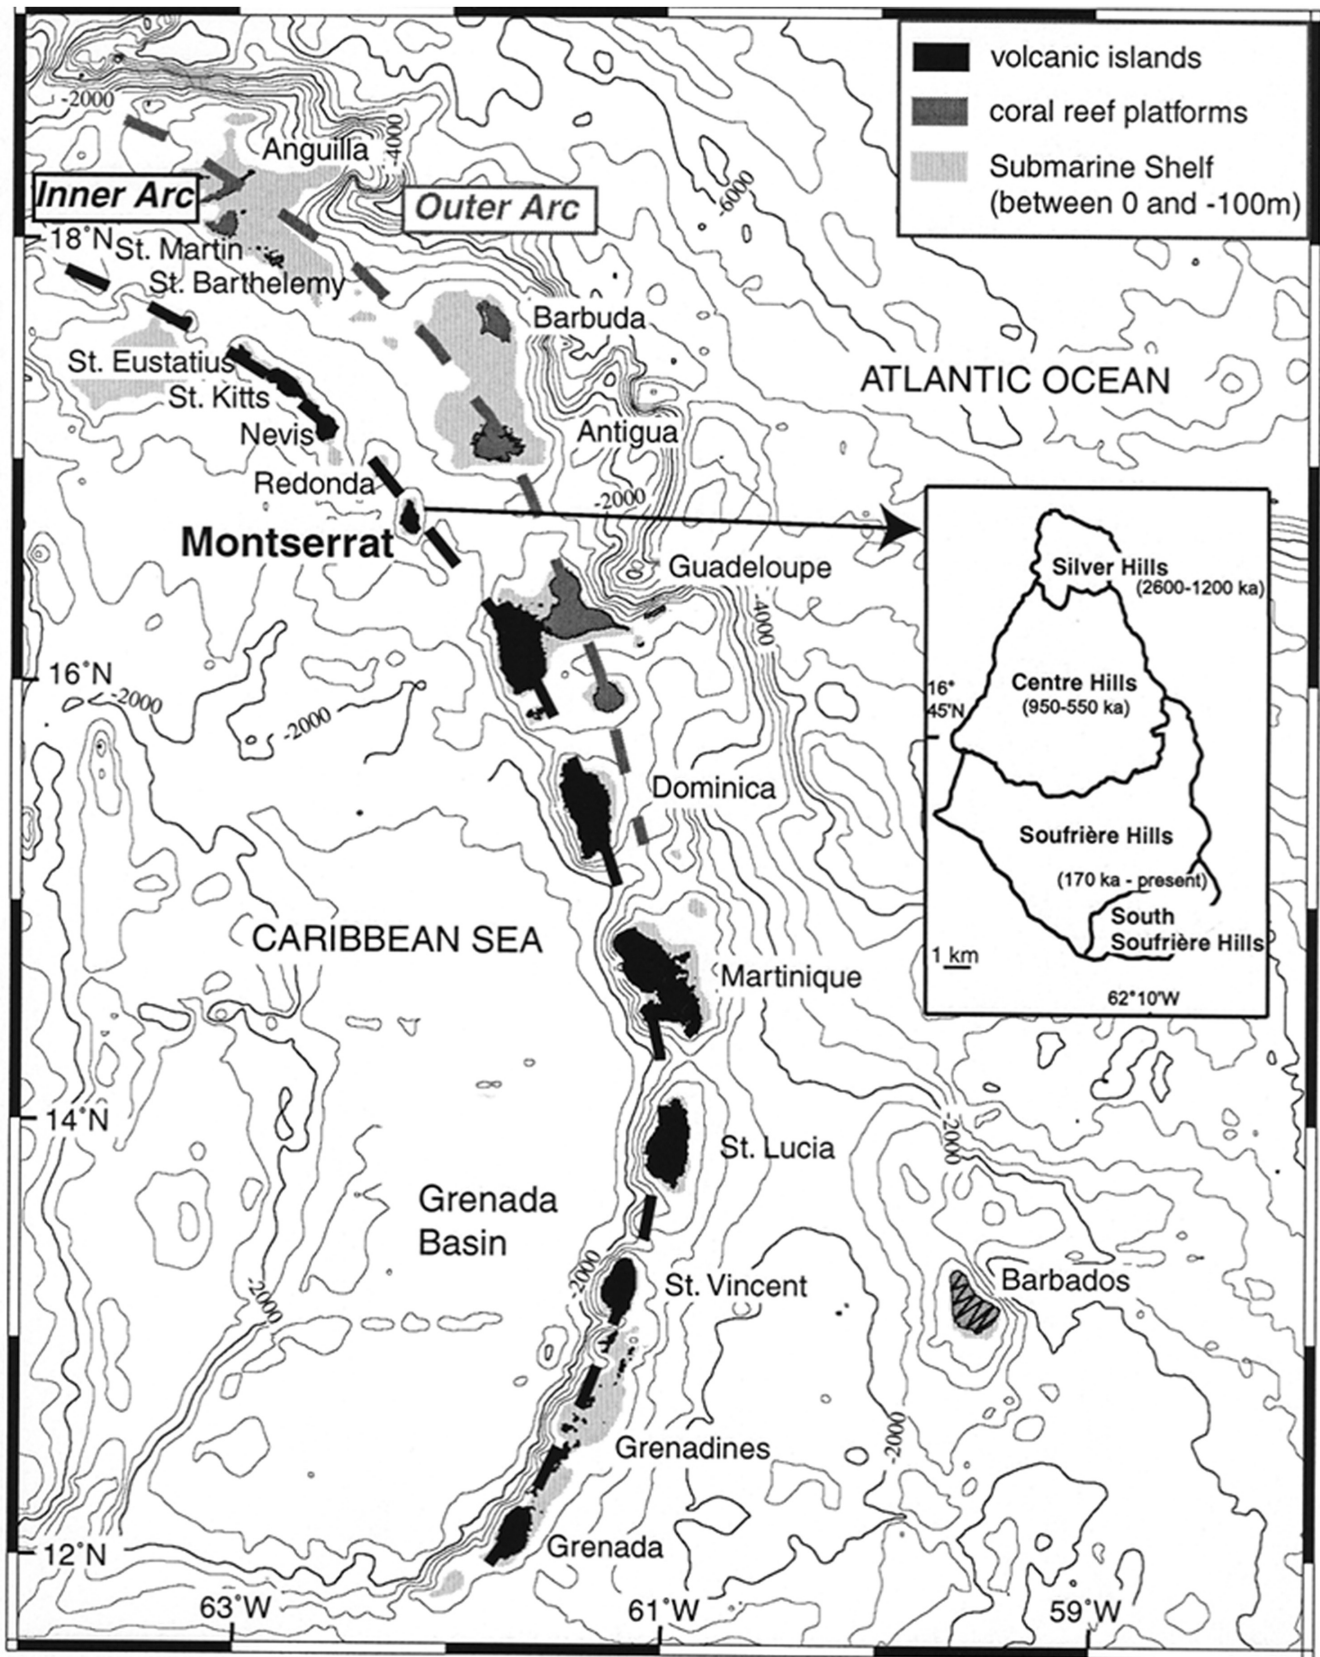 volcanic islands
coral reef platforms
Submarine Shelf
(between 0 and -100m)
-2000
Anguilla
-4000
-6000
Inner Arc
Outer Arc
18°N
St. Martin
St. Barthelemy
Barbuda
St. Eustatius
St. Kitts
ATLANTIC OCEAN
Nevis
Antigua
Redonda
-2000
Montserrat
Guadeloupe
-4000
Silver Hills
(2600-1200 ka)
16°N
-2000
-2000
Centre Hills
(950-550 ka)
16°
45'N
Dominica
Soufrière Hills
(170 ka - present)
South
Soufrière Hills
1 km
62°10'W
CARIBBEAN SEA
Martinique
14°N
-2000
St. Lucia
Grenada
Basin
-2000
-2000
St. Vincent
Barbados
-2000
Grenadines
12°N
Grenada
63°W
61°W
59°W